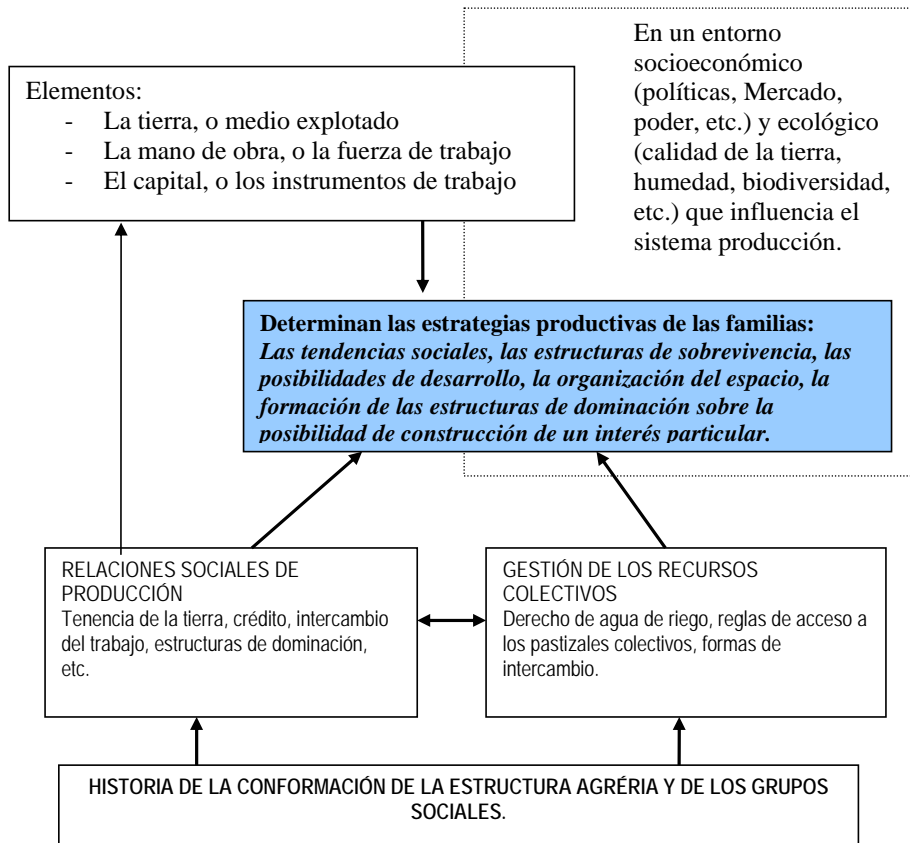 En un entorno
socioeconómico
(políticas, Mercado,
poder, etc.) y ecológico
(calidad de la tierra,
humedad, biodiversidad,
etc.) que influencia el
sistema producción.
Elementos:
- La tierra, o medio explotado
- La mano de obra, o la fuerza de trabajo
- El capital, o los instrumentos de trabajo
Determinan las estrategias productivas de las familias:
Las tendencias sociales, las estructuras de sobrevivencia, las
posibilidades de desarrollo, la organización del espacio, la
formación de las estructuras de dominación sobre la
posibilidad de construcción de un interés particular.
RELACIONES SOCIALES DE
PRODUCCIÓN
Tenencia de la tierra, crédito, intercambio
del trabajo, estructuras de dominación,
etc.
GESTIÓN DE LOS RECURSOS
COLECTIVOS
Derecho de agua de riego, reglas de acceso a
los pastizales colectivos, formas de
intercambio.
HISTORIA DE LA CONFORMACIÓN DE LA ESTRUCTURA AGRÉRIA Y DE LOS GRUPOS
SOCIALES.